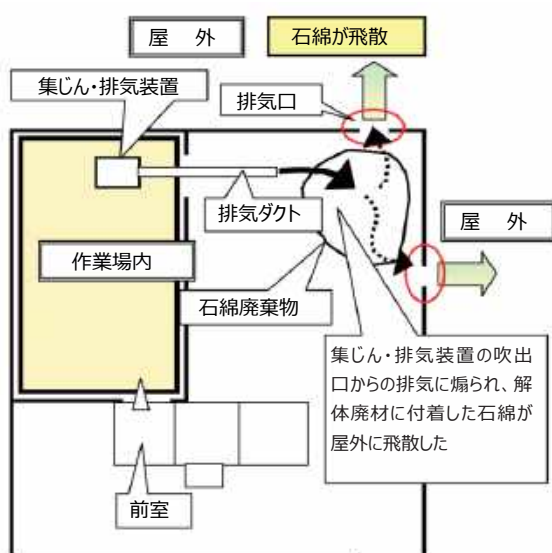 屋 外
石綿が飛散
集じん・排気装置
排気口
排気ダクト
屋 外
作業場内
石綿廃棄物
集じん・排気装置の吹出
口からの排気に煽られ、解
体廃材に付着した石綿が
屋外に飛散した
前室